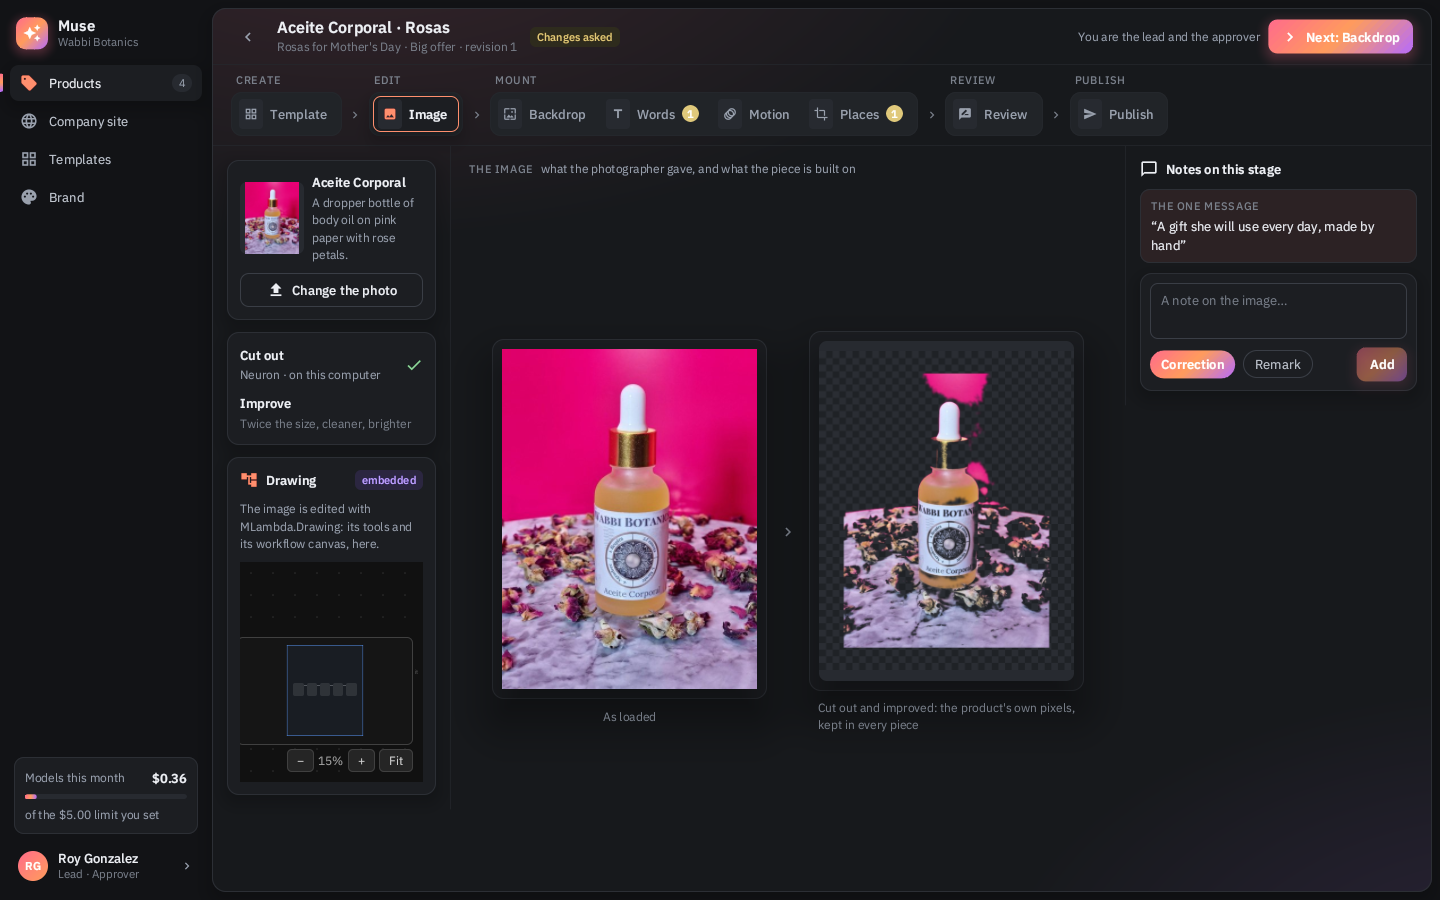 Muse
Wabbi Botanics
Products 4
Company site
Templates
Brand
Models this month $0.36
of the $5.00 limit you set
RG Roy Gonzalez
Lead · Approver
Aceite Corporal · Rosas
Rosas for Mother's Day · Big offer · revision 1
Changes asked
You are the lead and the approver
Next: Backdrop
CREATE EDIT MOUNT REVIEW PUBLISH
Template Image Backdrop Words 1 Motion Places 1 Review Publish
Aceite Corporal
A dropper bottle of
body oil on pink
paper with rose
petals.
Change the photo
Cut out
Neuron · on this computer
Improve
Twice the size, cleaner, brighter
Drawing embedded
The image is edited with
MLambda.Drawing: its tools and
its workflow canvas, here.
− 15% + Fit
THE IMAGE what the photographer gave, and what the piece is built on
WABBI BOTAN
Aceite Corpora
As loaded
ABBI BOTAN
Aceite Corpo
Cut out and improved: the product's own pixels,
kept in every piece
Notes on this stage
THE ONE MESSAGE
“A gift she will use every day, made by
hand”
A note on the image...
Correction Remark Add